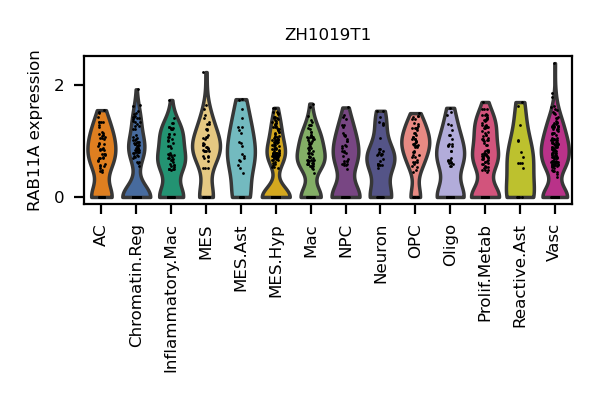 ZH1019T1
RAB11A expression
2
0
AC
Chromatin.Reg
Inflammatory.Mac
MES
MES.Ast
MES.Hyp
Mac
NPC
Neuron
OPC
Oligo
Prolif.Metab
Reactive.Ast
Vasc